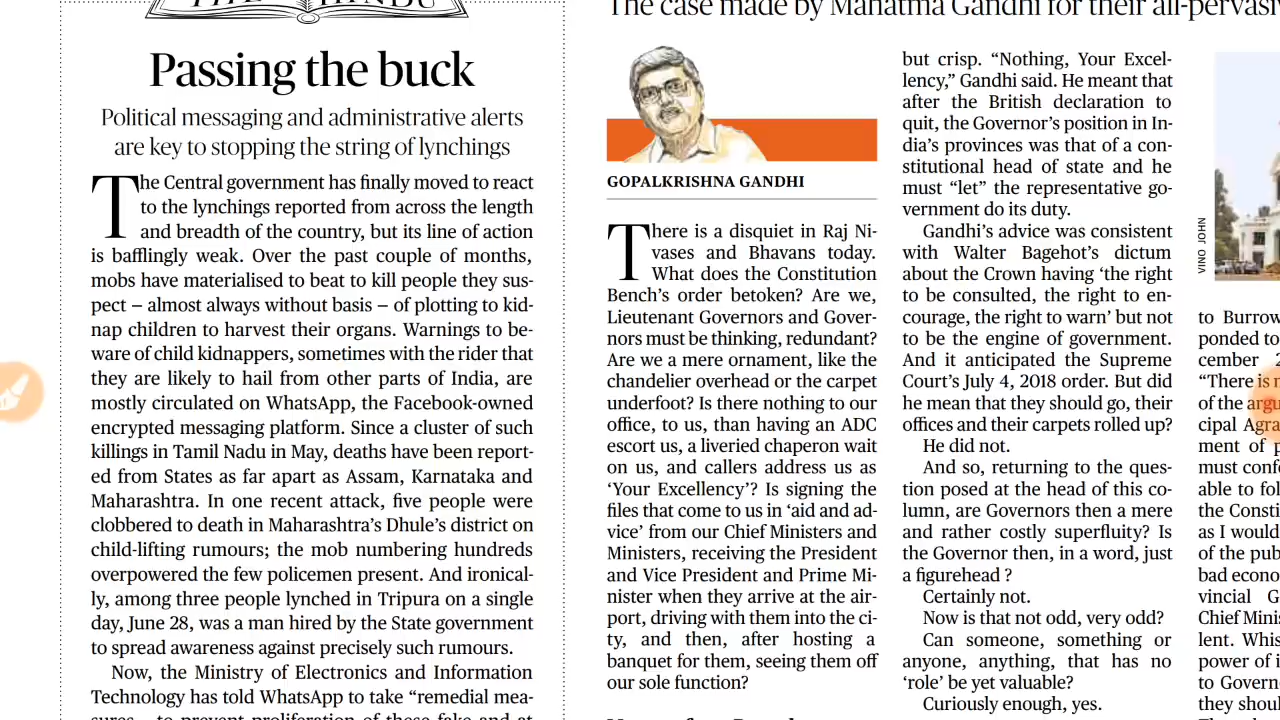 THE HINDU
Passing the buck
Political messaging and administrative alerts
are key to stopping the string of lynchings
The Central government has finally moved to react
to the lynchings reported from across the length
and breadth of the country, but its line of action
is bafflingly weak. Over the past couple of months,
mobs have materialised to beat to kill people they sus-
pect – almost always without basis – of plotting to kid-
nap children to harvest their organs. Warnings to be-
ware of child kidnappers, sometimes with the rider that
they are likely to hail from other parts of India, are
mostly circulated on WhatsApp, the Facebook-owned
encrypted messaging platform. Since a cluster of such
killings in Tamil Nadu in May, deaths have been report-
ed from States as far apart as Assam, Karnataka and
Maharashtra. In one recent attack, five people were
clobbered to death in Maharashtra’s Dhule’s district on
child-lifting rumours; the mob numbering hundreds
overpowered the few policemen present. And ironical-
ly, among three people lynched in Tripura on a single
day, June 28, was a man hired by the State government
to spread awareness against precisely such rumours.
Now, the Ministry of Electronics and Information
Technology has told WhatsApp to take “remedial mea-
The case made by Mahatma Gandhi for their all-pervasi
GOPALKRISHNA GANDHI
There is a disquiet in Raj Ni-
vases and Bhavans today.
What does the Constitution
Bench’s order betoken? Are we,
Lieutenant Governors and Gover-
nors must be thinking, redundant?
Are we a mere ornament, like the
chandelier overhead or the carpet
underfoot? Is there nothing to our
office, to us, than having an ADC
escort us, a liveried chaperon wait
on us, and callers address us as
‘Your Excellency’? Is signing the
files that come to us in ‘aid and ad-
vice’ from our Chief Ministers and
Ministers, receiving the President
and Vice President and Prime Mi-
nister when they arrive at the air-
port, driving with them into the ci-
ty, and then, after hosting a
banquet for them, seeing them off
our sole function?
but crisp. “Nothing, Your Excel-
lency,” Gandhi said. He meant that
after the British declaration to
quit, the Governor’s position in In-
dia’s provinces was that of a con-
stitutional head of state and he
must “let” the representative go-
vernment do its duty.
Gandhi’s advice was consistent
with Walter Bagehot’s dictum
about the Crown having ‘the right
to be consulted, the right to en-
courage, the right to warn’ but not
to be the engine of government.
And it anticipated the Supreme
Court’s July 4, 2018 order. But did
he mean that they should go, their
offices and their carpets rolled up?
He did not.
And so, returning to the ques-
tion posed at the head of this co-
lumn, are Governors then a mere
and rather costly superfluity? Is
the Governor then, in a word, just
a figurehead ?
Certainly not.
Now is that not odd, very odd?
Can someone, something or
anyone, anything, that has no
‘role’ be yet valuable?
Curiously enough, yes.
VINO JOHN
to Burrow
ponded to
cember 2
“There is n
of the argu
cipal Agra
ment of p
must confe
able to fol
the Consti
as I would
of the pub
bad econo
vincial G
Chief Minis
lent. Whis
power of i
to Governo
they shoul